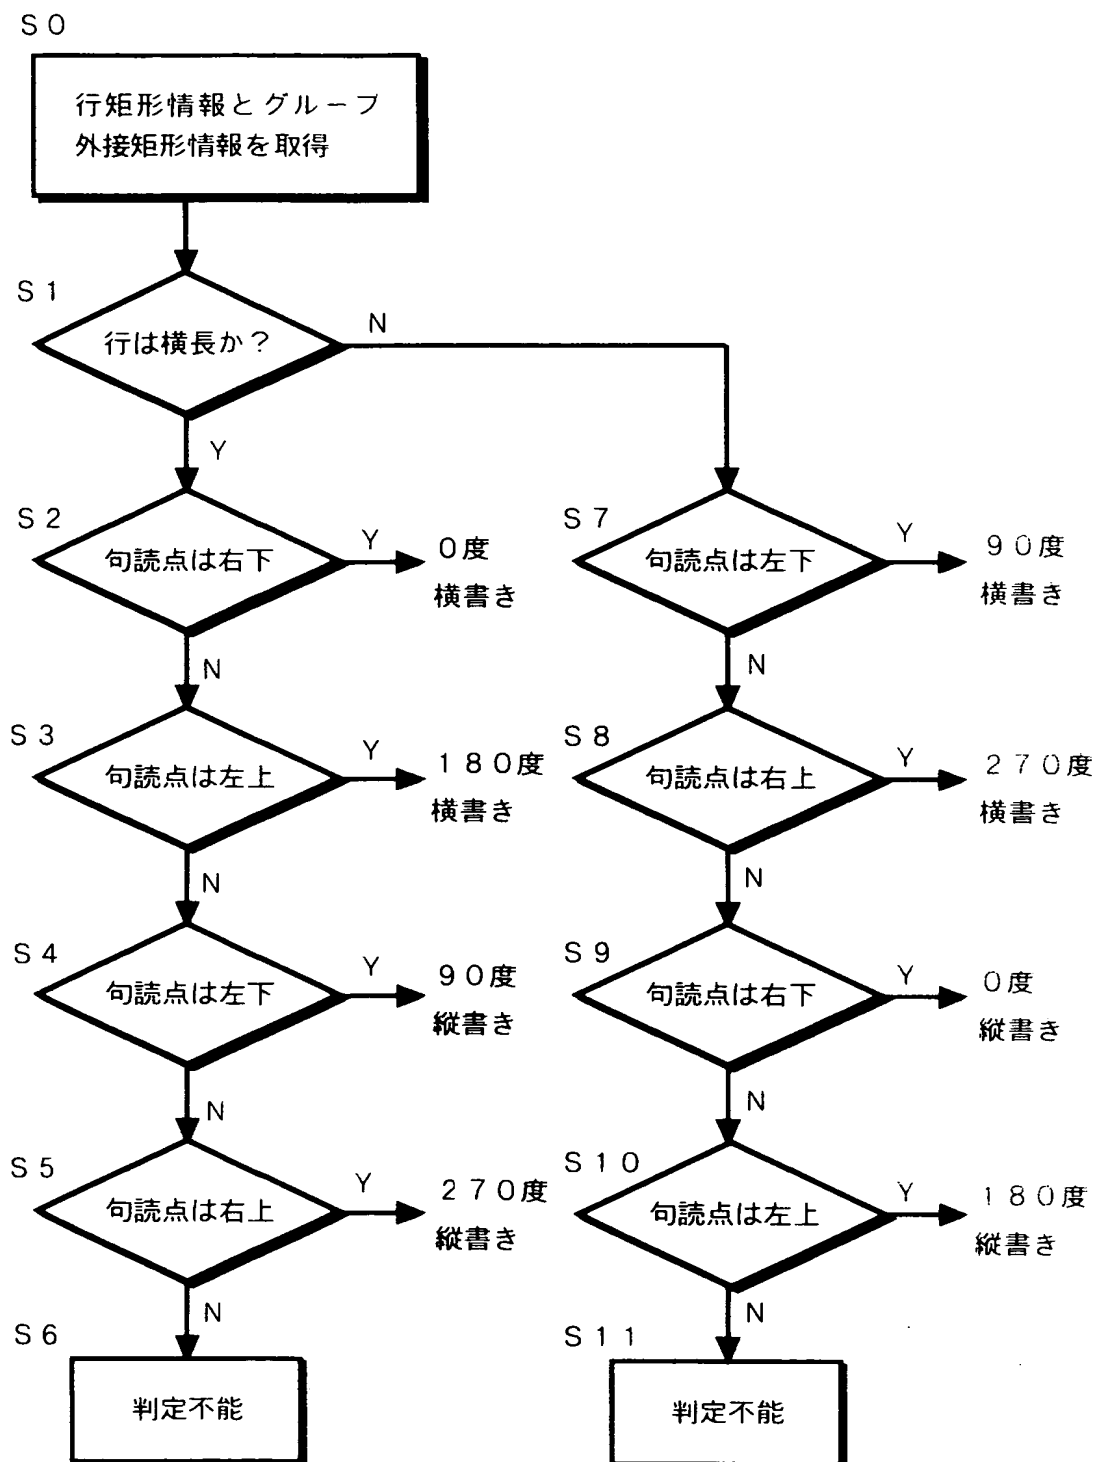 S0
行矩形情報とグループ
外接矩形情報を取得
S1
行は横長か?
N
Y
S2
句読点は右下
Y
0度
横書き
N
S3
句読点は左上
Y
180度
横書き
N
S4
句読点は左下
Y
90度
縦書き
N
S5
句読点は右上
Y
270度
縦書き
N
S6
判定不能
S7
句読点は左下
Y
90度
横書き
N
S8
句読点は右上
Y
270度
横書き
N
S9
句読点は右下
Y
0度
縦書き
N
S10
句読点は左上
Y
180度
縦書き
N
S11
判定不能